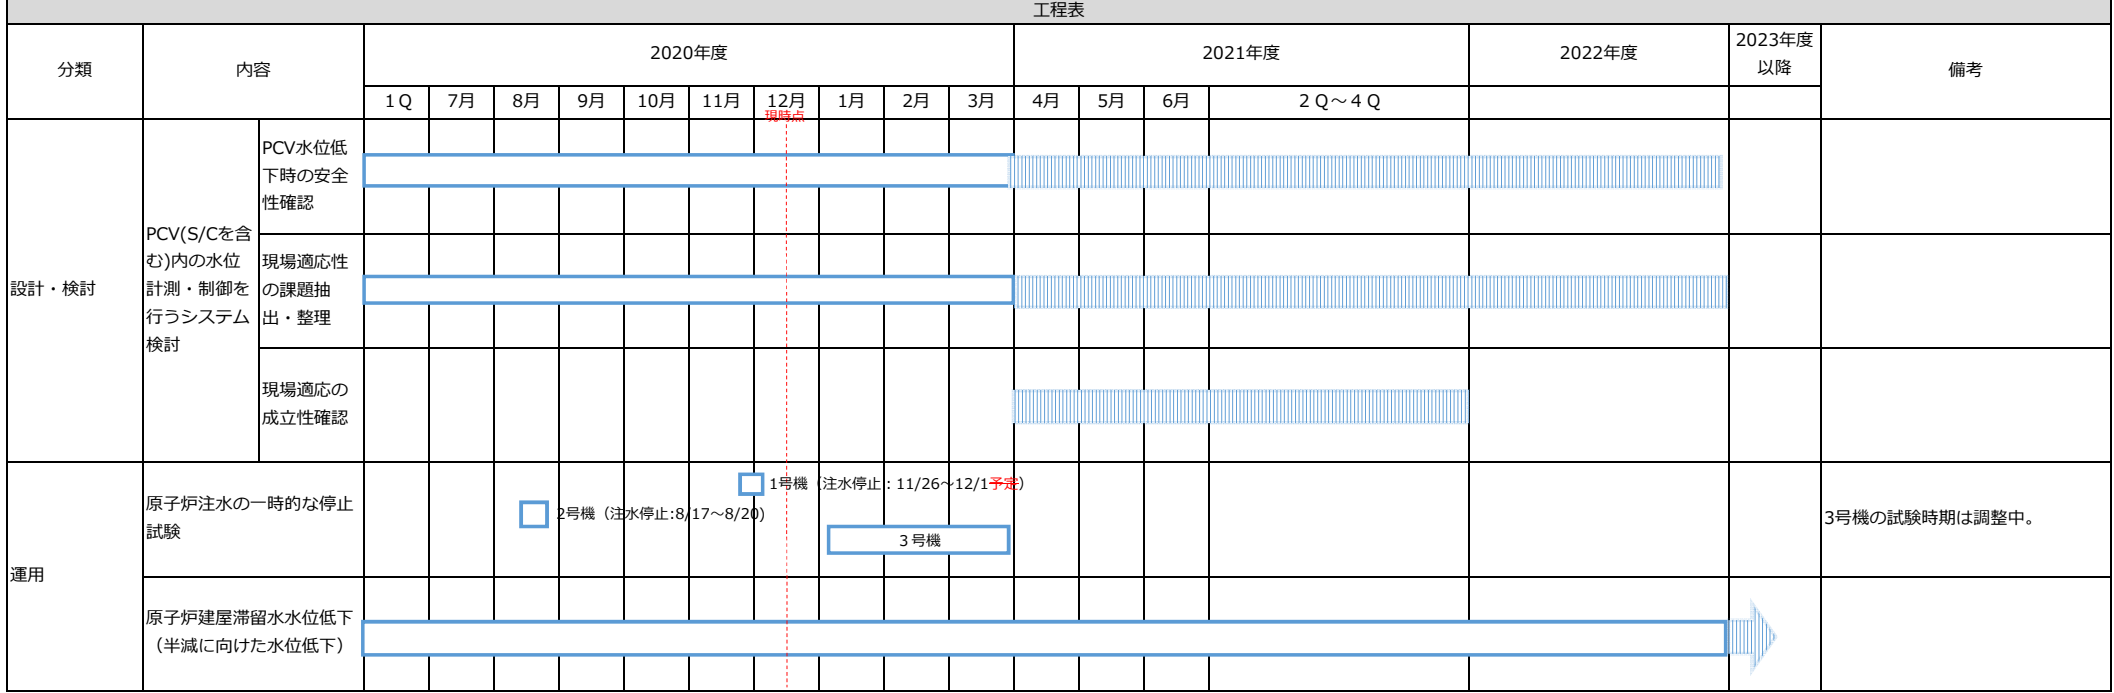 工程表
分類
内容
2020年度
2021年度
2022年度
2023年度
以降
備考
1Q
7月
8月
9月
10月
11月
12月
1月
2月
3月
4月
5月
6月
2Q～4Q
現時点
設計・検討
PCV(S/Cを含
む)内の水位
計測・制御を
行うシステム
検討
PCV水位低
下時の安全
性確認
現場適応性
の課題抽
出・整理
現場適応の
成立性確認
運用
原子炉注水の一時的な停止
試験
1号機（注水停止：11/26～12/1予定）
2号機（注水停止:8/17～8/20)
3号機
3号機の試験時期は調整中。
原子炉建屋滞留水水位低下
（半減に向けた水位低下）